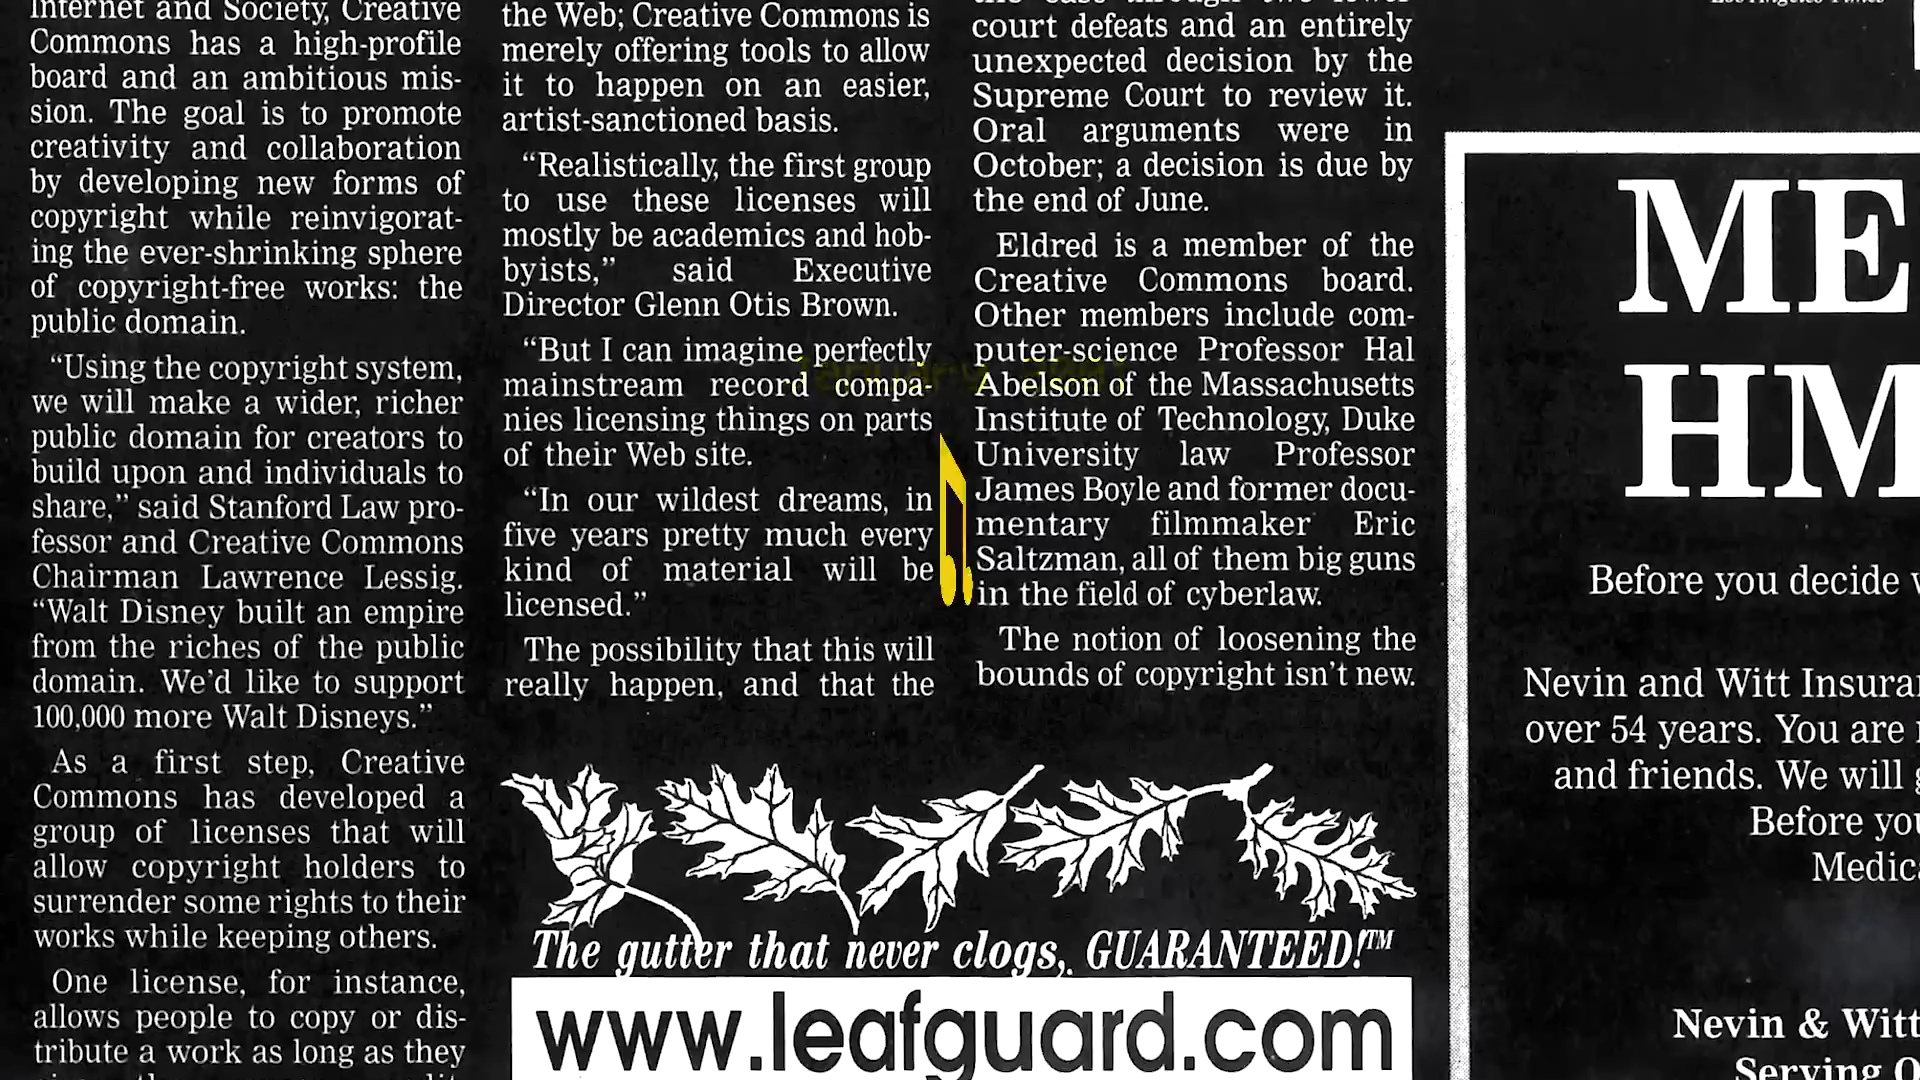 Internet and Society, Creative
Commons has a high-profile
board and an ambitious mis-
sion. The goal is to promote
creativity and collaboration
by developing new forms of
copyright while reinvigorat-
ing the ever-shrinking sphere
of copyright-free works: the
public domain.
“Using the copyright system,
we will make a wider, richer
public domain for creators to
build upon and individuals to
share,” said Stanford Law pro-
fessor and Creative Commons
Chairman Lawrence Lessig.
“Walt Disney built an empire
from the riches of the public
domain. We’d like to support
100,000 more Walt Disneys.”
As a first step, Creative
Commons has developed a
group of licenses that will
allow copyright holders to
surrender some rights to their
works while keeping others.
One license, for instance,
allows people to copy or dis-
tribute a work as long as they
the Web; Creative Commons is
merely offering tools to allow
it to happen on an easier,
artist-sanctioned basis.
“Realistically, the first group
to use these licenses will
mostly be academics and hob-
byists,” said Executive
Director Glenn Otis Brown.
“But I can imagine perfectly
mainstream record compa-
nies licensing things on parts
of their Web site.
“In our wildest dreams, in
five years pretty much every
kind of material will be
licensed.”
The possibility that this will
really happen, and that the
court defeats and an entirely
unexpected decision by the
Supreme Court to review it.
Oral arguments were in
October; a decision is due by
the end of June.
Eldred is a member of the
Creative Commons board.
Other members include com-
puter-science Professor Hal
Abelson of the Massachusetts
Institute of Technology, Duke
University law Professor
James Boyle and former docu-
mentary filmmaker Eric
Saltzman, all of them big guns
in the field of cyberlaw.
The notion of loosening the
bounds of copyright isn’t new.
The gutter that never clogs, GUARANTEED!™
www.leafguard.com
Los Angeles Times
ME
HM
Before you decide
Nevin and Witt
over 54 years. You are
and friends. We will
Before
Nevin & Witt
Serving